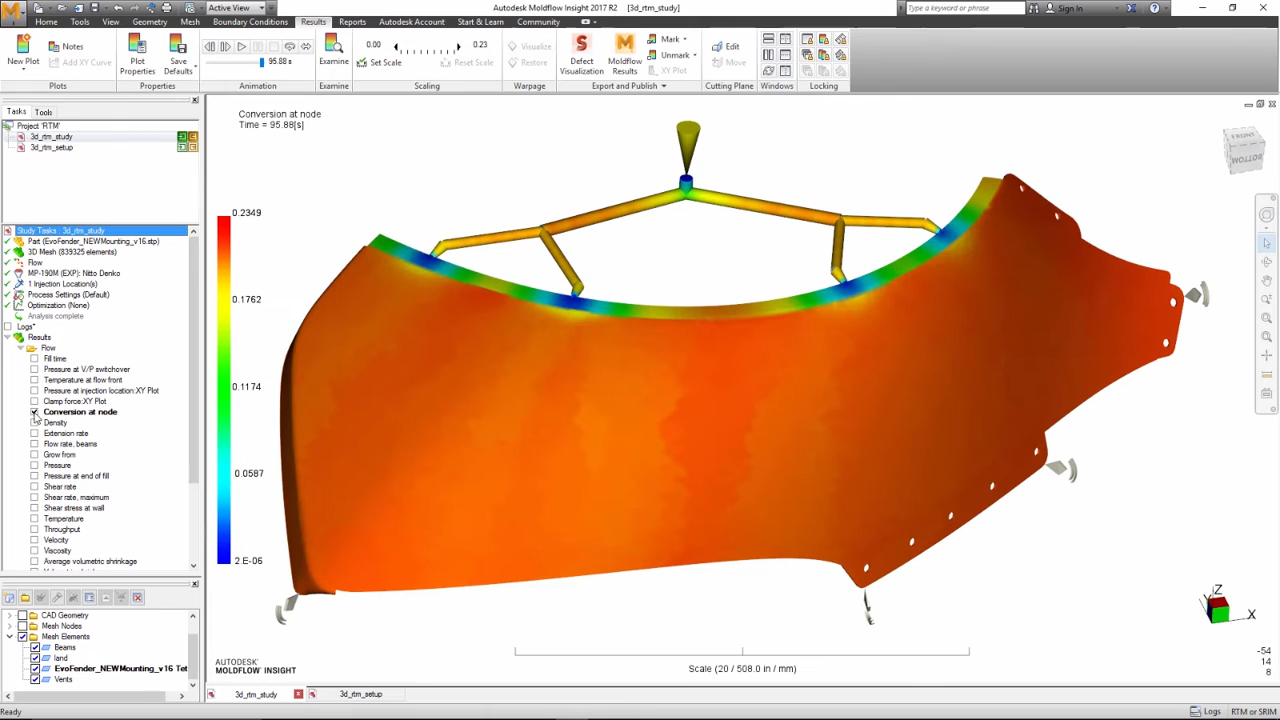 Active View
Autodesk Moldflow Insight 2017 R2 [3d_rtm_study]
Type a keyword or phrase
Sign In
Home
Tools
View
Geometry
Mesh
Boundary Conditions
Results
Reports
Autodesk Account
Start & Learn
Community
New Plot
Notes
Add XY Curve
Plots
Plot Properties
Save Defaults
Properties
95.88 [s]
Animation
Examine
Examine
0.00
0.23
Set Scale
Reset Scale
Scaling
Visualize
Restore
Warpage
Defect Visualization
Moldflow Results
Mark
Unmark
XY Plot
Export and Publish
Edit
Move
Cutting Plane
Windows
Locking
Tasks
Tools
Project 'RTM'
3d_rtm_study
3d_rtm_setup
Study Tasks : 3d_rtm_study
Part (EvoFender_NEWMounting_v16.stp)
3D Mesh (839325 elements)
Flow
MP-190M (EXP): Nitto Denko
1 Injection Location(s)
Process Settings (Default)
Optimization (None)
Analysis complete
Logs*
Results
Flow
Fill time
Pressure at V/P switchover
Temperature at flow front
Pressure at injection location:XY Plot
Clamp force:XY Plot
Conversion at node
Density
Extension rate
Flow rate, beams
Grow from
Pressure
Pressure at end of fill
Shear rate
Shear rate, maximum
Shear stress at wall
Temperature
Throughput
Velocity
Viscosity
Average volumetric shrinkage
CAD Geometry
Mesh Nodes
Mesh Elements
Beams
land
EvoFender_NEWMounting_v16 Tet
Vents
Conversion at node
Time = 95.88[s]
0.2349
0.1762
0.1174
0.0587
2 E-06
FRONT
BOTTOM
Z
Y
X
-54
14
8
AUTODESK®
MOLDFLOW® INSIGHT
Scale (20 / 508.0 in / mm)
3d_rtm_study
3d_rtm_setup
Ready
Logs
RTM or SRIM